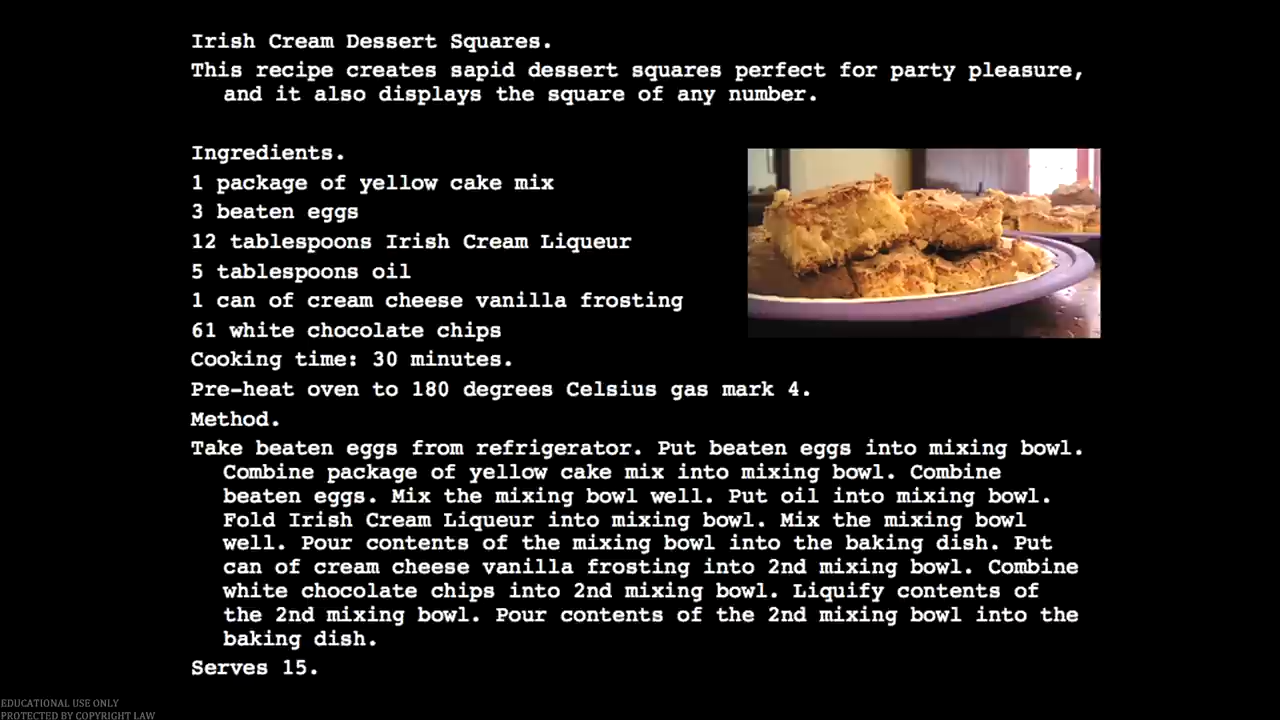 Irish Cream Dessert Squares.
This recipe creates sapid dessert squares perfect for party pleasure,
and it also displays the square of any number.
Ingredients.
1 package of yellow cake mix
3 beaten eggs
12 tablespoons Irish Cream Liqueur
5 tablespoons oil
1 can of cream cheese vanilla frosting
61 white chocolate chips
Cooking time: 30 minutes.
Pre-heat oven to 180 degrees Celsius gas mark 4.
Method.
Take beaten eggs from refrigerator. Put beaten eggs into mixing bowl.
Combine package of yellow cake mix into mixing bowl. Combine
beaten eggs. Mix the mixing bowl well. Put oil into mixing bowl.
Fold Irish Cream Liqueur into mixing bowl. Mix the mixing bowl
well. Pour contents of the mixing bowl into the baking dish. Put
can of cream cheese vanilla frosting into 2nd mixing bowl. Combine
white chocolate chips into 2nd mixing bowl. Liquify contents of
the 2nd mixing bowl. Pour contents of the 2nd mixing bowl into the
baking dish.
Serves 15.
EDUCATIONAL USE ONLY
PROTECTED BY COPYRIGHT LAW